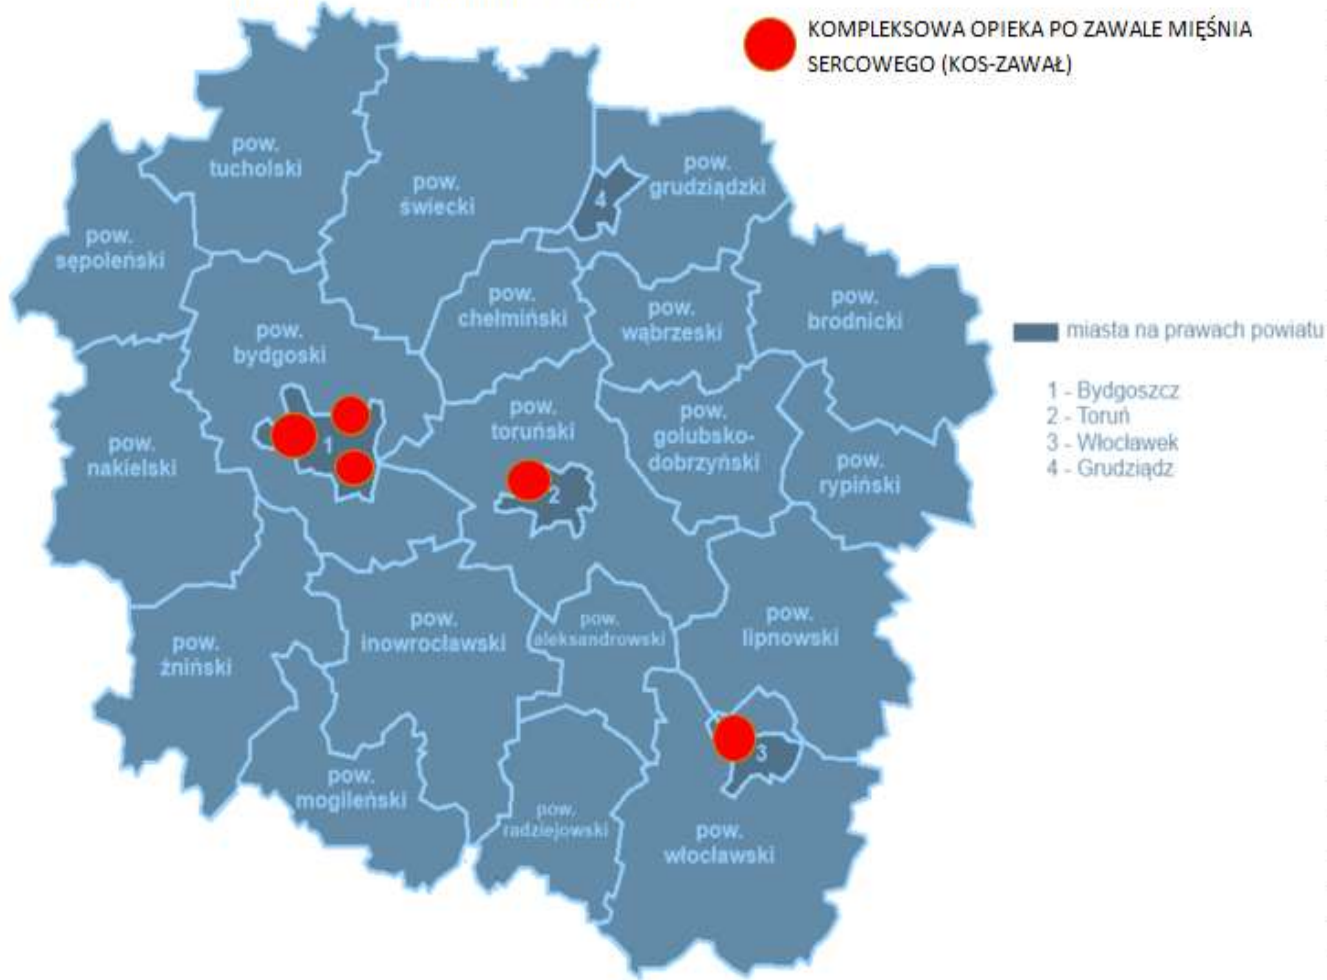 KOMPLEKSOWA OPIEKA PO ZAWALE MIĘŚNIA
SERCOWEGO (KOS-ZAWAŁ)
pow.
tucholski
pow.
świecki
pow.
grudziądzki
4
pow.
sępoleński
pow.
chełmiński
pow.
wąbrzeski
pow.
brodnicki
pow.
bydgoski
1
pow.
nakielski
pow.
toruński
2
pow.
golubsko-
dobrzyński
pow.
rypiński
pow.
żniński
pow.
inowrocławski
pow.
aleksandrowski
pow.
lipnowski
3
pow.
mogileński
pow.
radziejowski
pow.
włocławski
miasta na prawach powiatu
1 - Bydgoszcz
2 - Toruń
3 - Włocławek
4 - Grudziądz